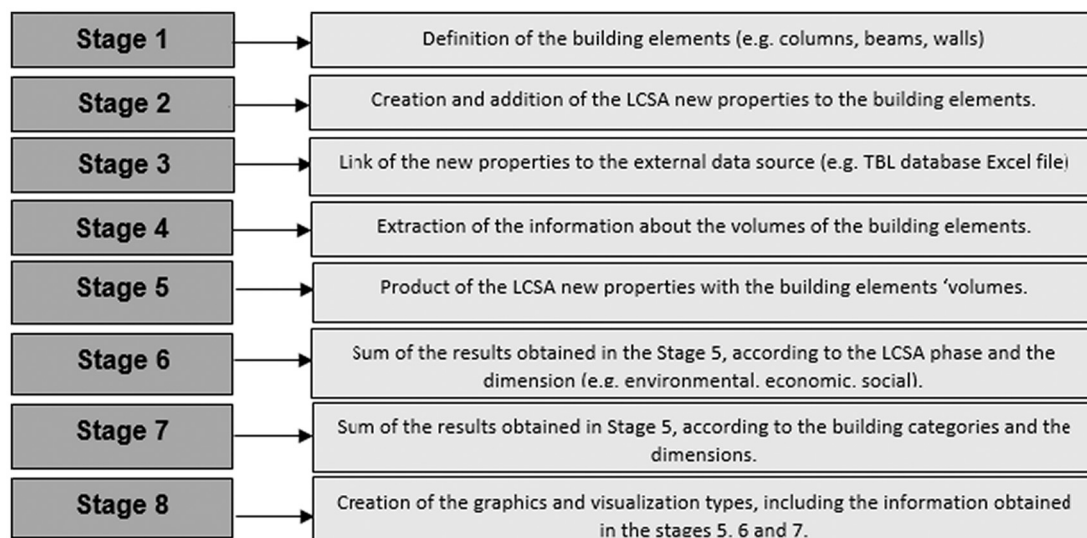 Stage 1
Definition of the building elements (e.g. columns, beams, walls)
Stage 2
Creation and addition of the LCSA new properties to the building elements.
Stage 3
Link of the new properties to the external data source (e.g. TBL database Excel file)
Stage 4
Extraction of the information about the volumes of the building elements.
Stage 5
Product of the LCSA new properties with the building elements ‘volumes.
Stage 6
Sum of the results obtained in the Stage 5, according to the LCSA phase and the
dimension (e.g. environmental, economic, social).
Stage 7
Sum of the results obtained in Stage 5, according to the building categories and the
dimensions.
Stage 8
Creation of the graphics and visualization types, including the information obtained
in the stages 5, 6 and 7.